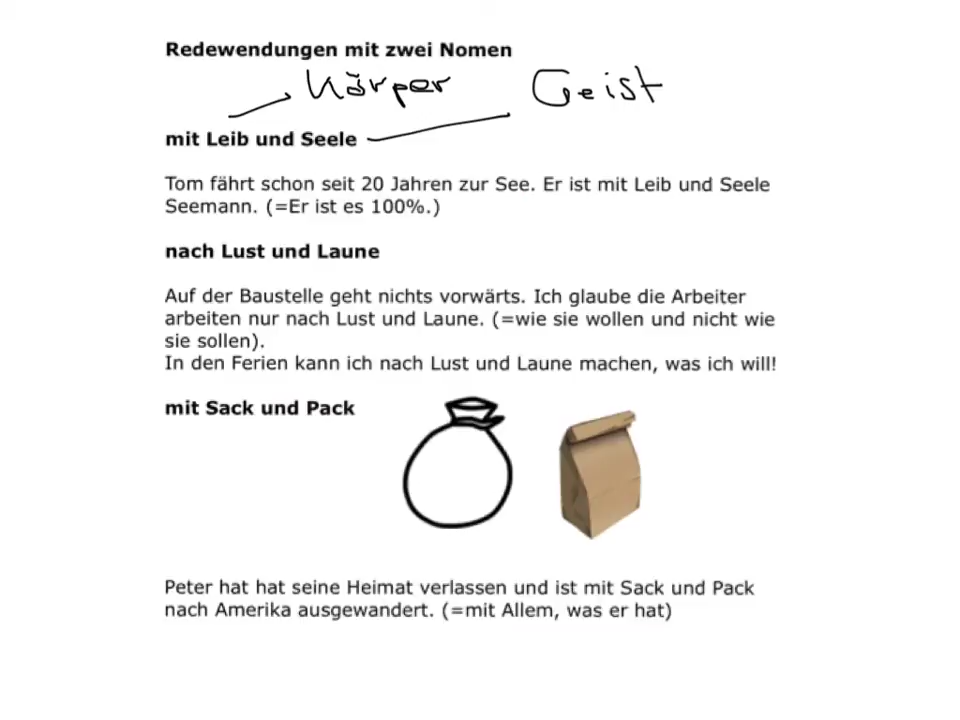 Redewendungen mit zwei Nomen
Körper Geist
mit Leib und Seele
Tom fährt schon seit 20 Jahren zur See. Er ist mit Leib und Seele
Seemann. (=Er ist es 100%.)
nach Lust und Laune
Auf der Baustelle geht nichts vorwärts. Ich glaube die Arbeiter
arbeiten nur nach Lust und Laune. (=wie sie wollen und nicht wie
sie sollen).
In den Ferien kann ich nach Lust und Laune machen, was ich will!
mit Sack und Pack
Peter hat hat seine Heimat verlassen und ist mit Sack und Pack
nach Amerika ausgewandert. (=mit Allem, was er hat)